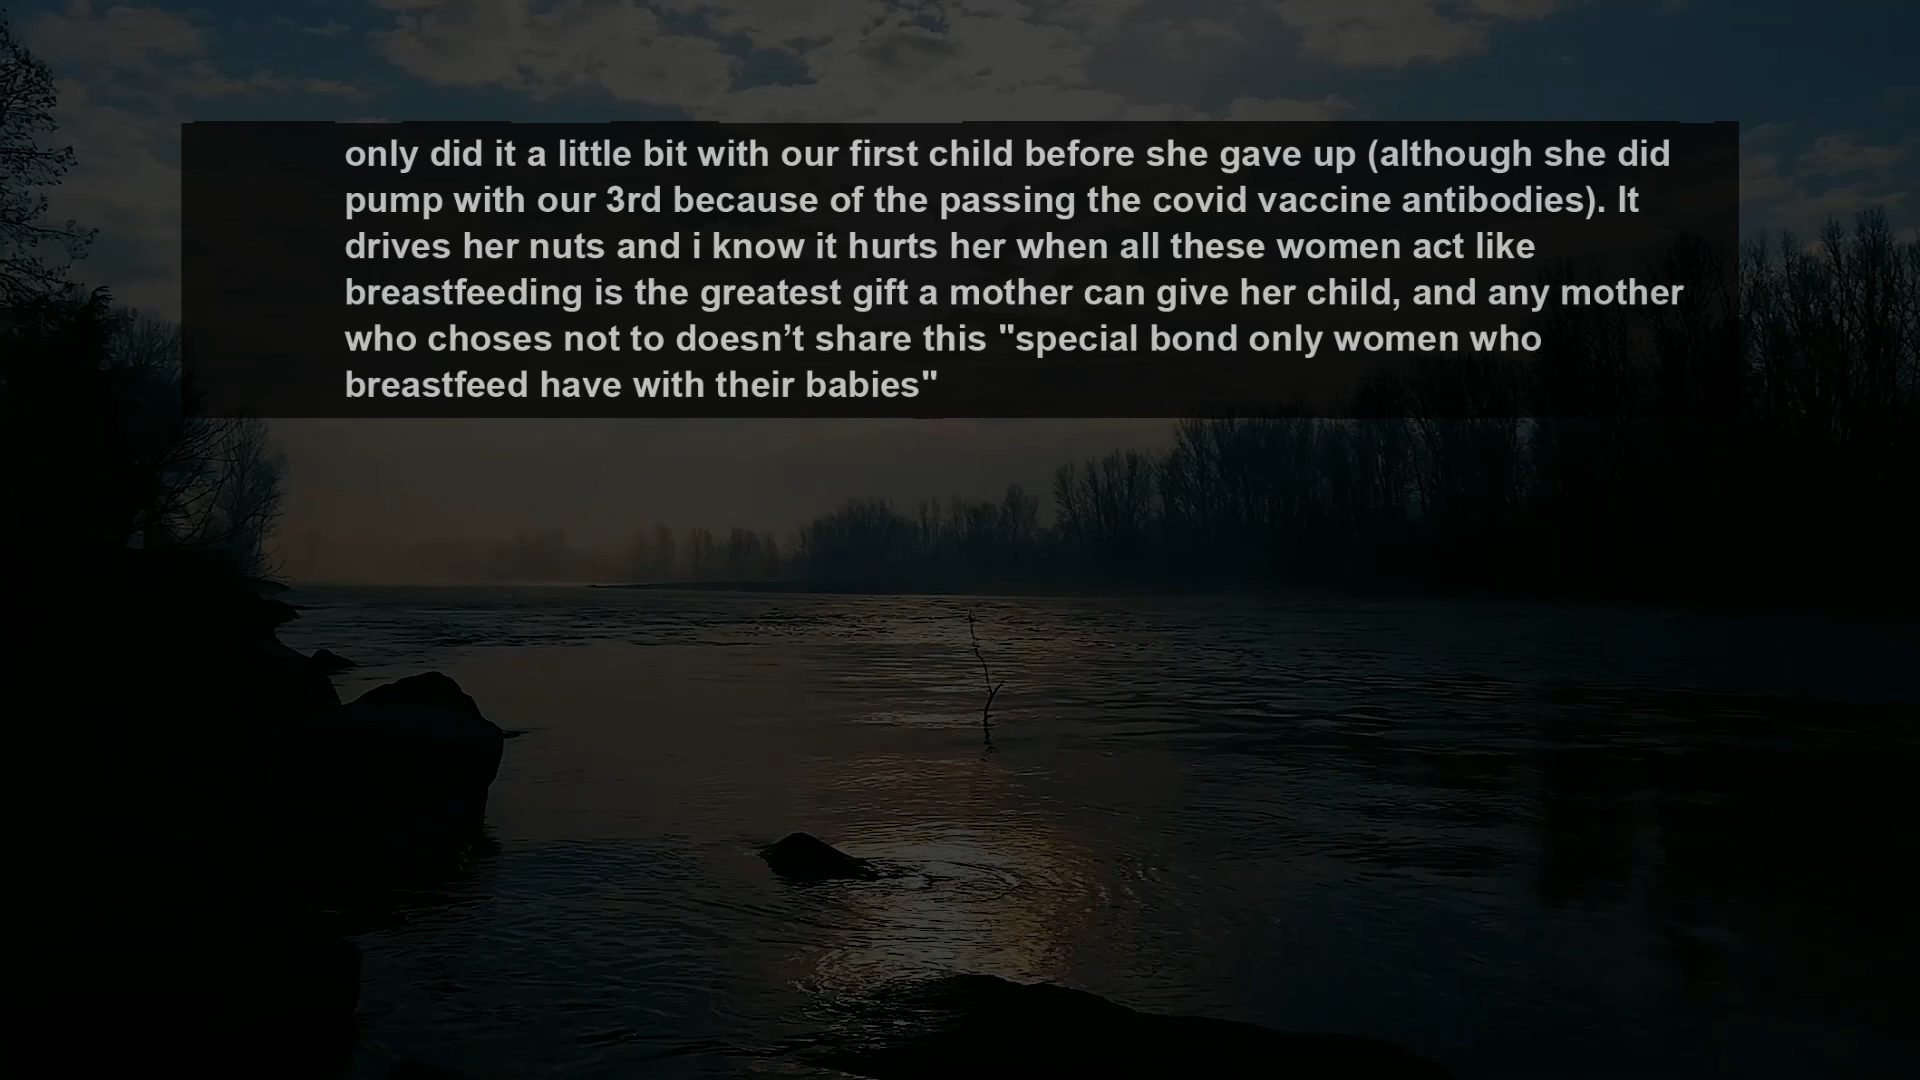 only did it a little bit with our first child before she gave up (although she did
pump with our 3rd because of the passing the covid vaccine antibodies). It
drives her nuts and i know it hurts her when all these women act like
breastfeeding is the greatest gift a mother can give her child, and any mother
who choses not to doesn’t share this "special bond only women who
breastfeed have with their babies"